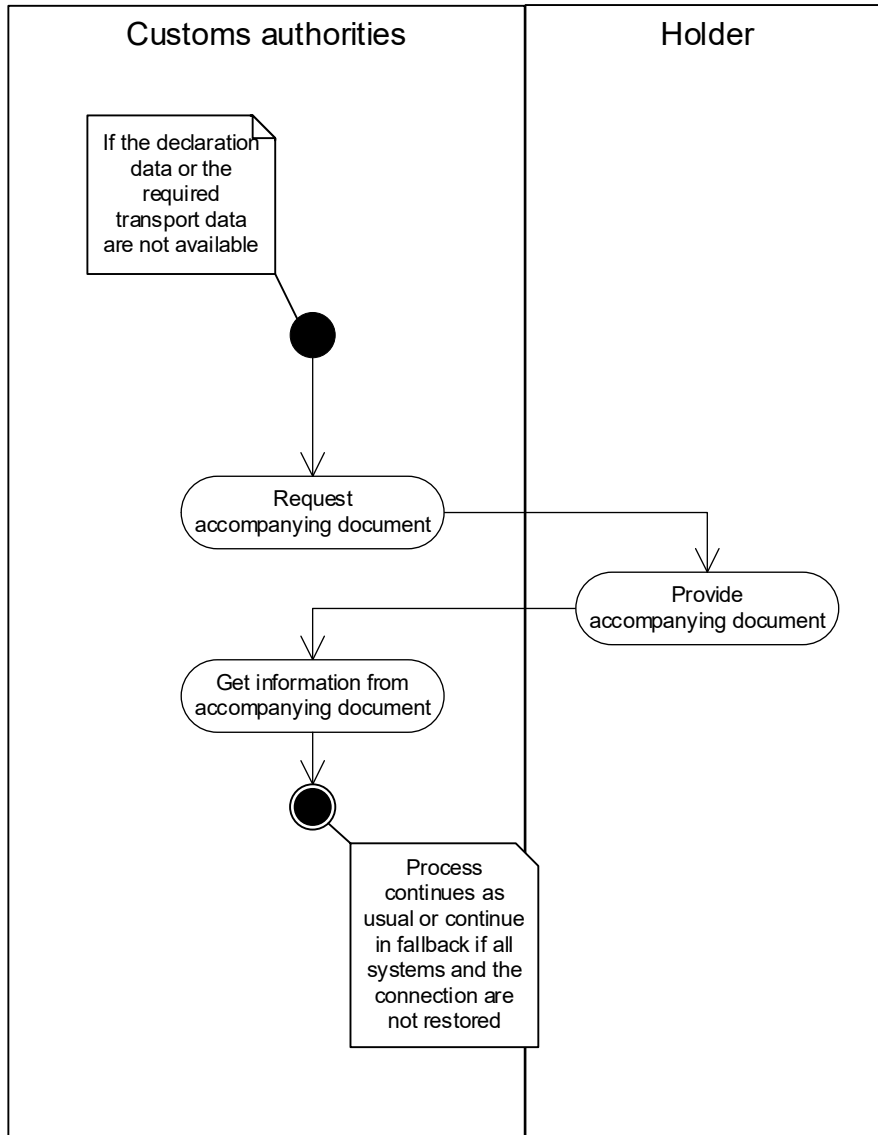 Customs authorities
Holder
If the declaration
data or the
required
transport data
are not available
Request
accompanying document
Provide
accompanying document
Get information from
accompanying document
Process
continues as
usual or continue
in fallback if all
systems and the
connection are
not restored